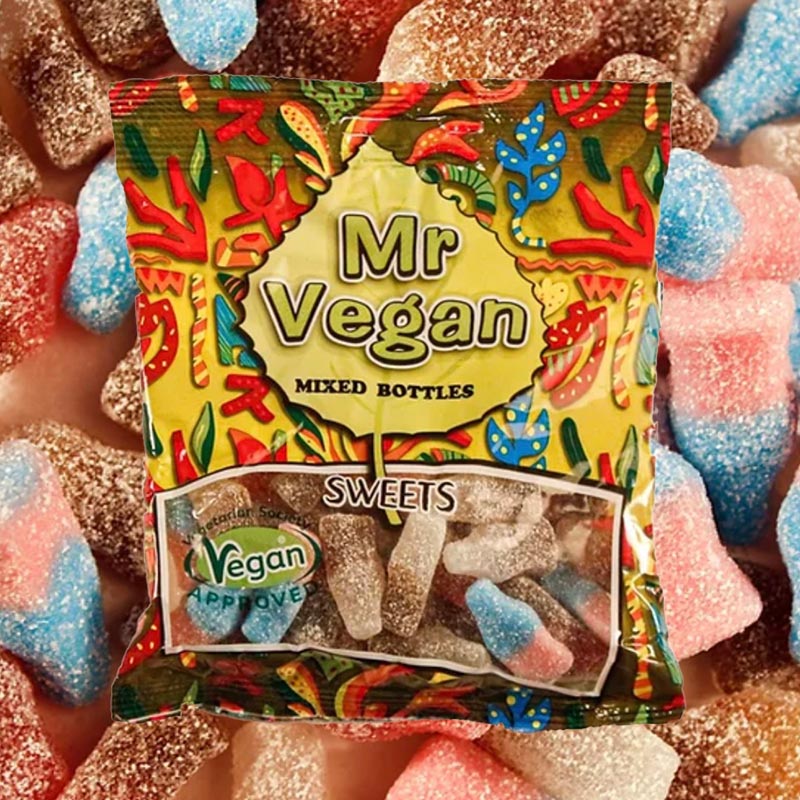 Mr
Vegan
MIXED BOTTLES
SWEETS
Vegetarian Society
Vegan
APPROVED